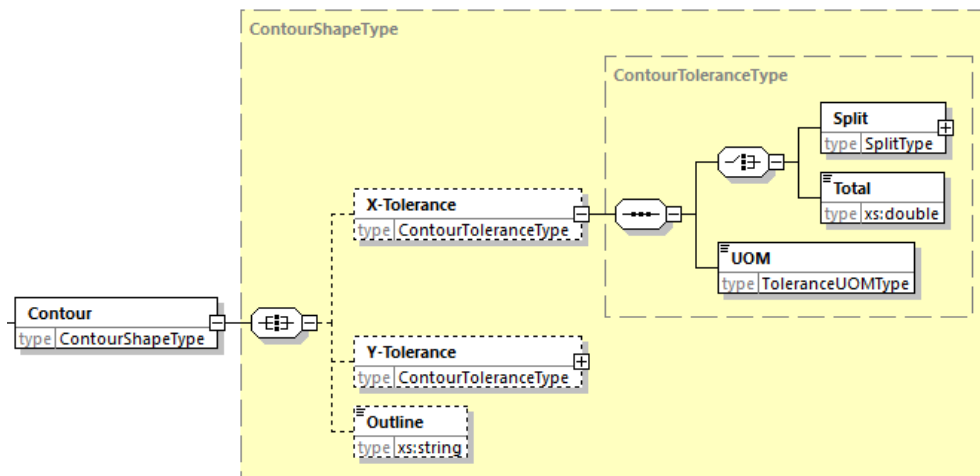 ContourShapeType
ContourToleranceType
Split
type SplitType
Total
type xs:double
X-Tolerance
type ContourToleranceType
UOM
type ToleranceUOMType
Contour
type ContourShapeType
Y-Tolerance
type ContourToleranceType
Outline
type xs:string